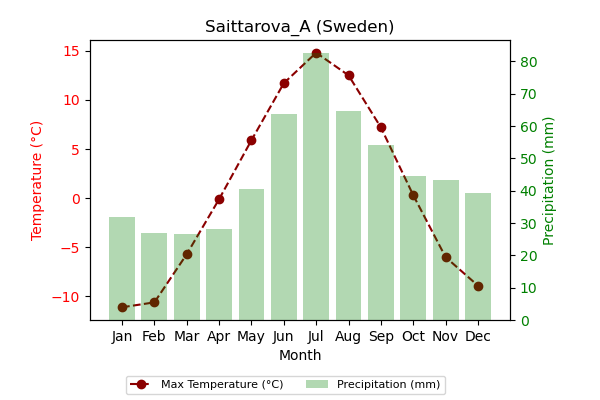 Saittarova_A (Sweden)
15
10
5
0
−5
−10
Temperature (°C)
80
70
60
50
40
30
20
10
0
Precipitation (mm)
Jan Feb Mar Apr May Jun Jul Aug Sep Oct Nov Dec
Month
Max Temperature (°C) Precipitation (mm)